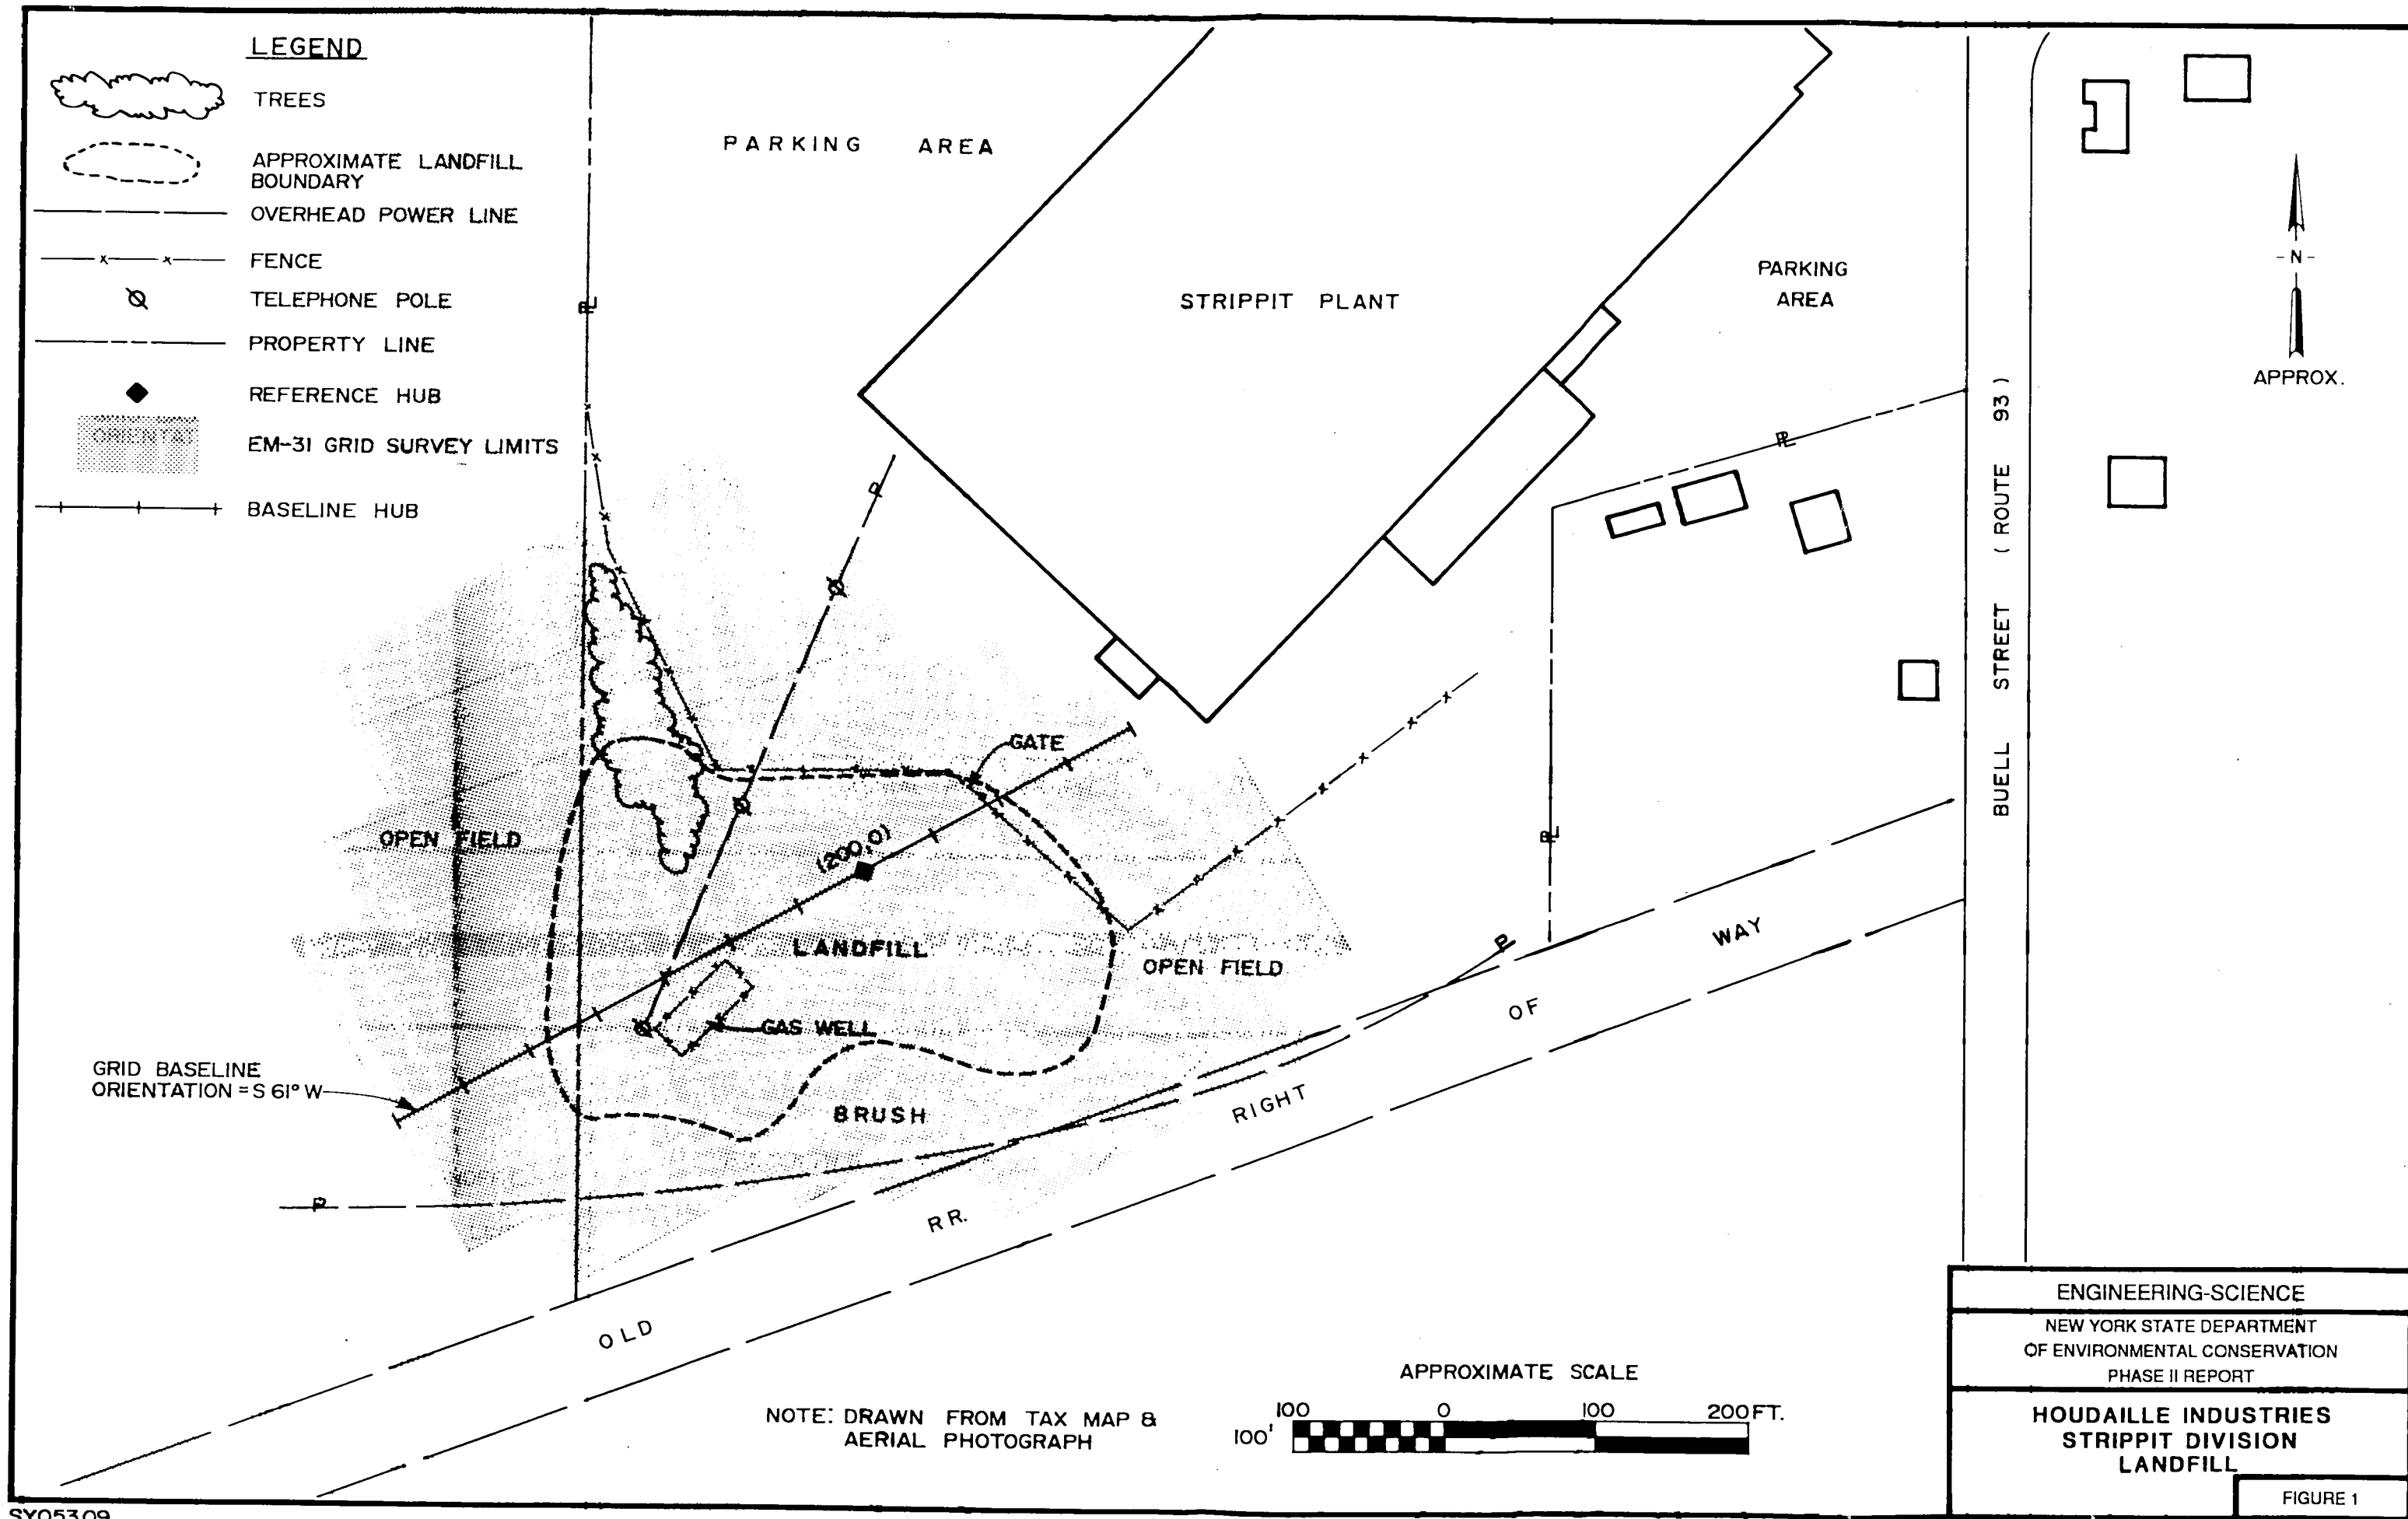 LEGEND
TREES
APPROXIMATE LANDFILL
BOUNDARY
OVERHEAD POWER LINE
FENCE
TELEPHONE POLE
PROPERTY LINE
REFERENCE HUB
ORIENTAT
EM-31 GRID SURVEY LIMITS
BASELINE HUB
PARKING AREA
STRIPPIT PLANT
PARKING
AREA
BUELL STREET (ROUTE 93)
-N-
APPROX.
PL
PL
PL
P
P
P
GATE
OPEN FIELD
(200,0)
LANDFILL
OPEN FIELD
GAS WELL
BRUSH
GRID BASELINE
ORIENTATION = S 61° W
OLD RR. RIGHT OF WAY
NOTE: DRAWN FROM TAX MAP &
AERIAL PHOTOGRAPH
APPROXIMATE SCALE
100 0 100 200 FT.
100'
ENGINEERING-SCIENCE
NEW YORK STATE DEPARTMENT
OF ENVIRONMENTAL CONSERVATION
PHASE II REPORT
HOUDAILLE INDUSTRIES
STRIPPIT DIVISION
LANDFILL
FIGURE 1
SY053.09